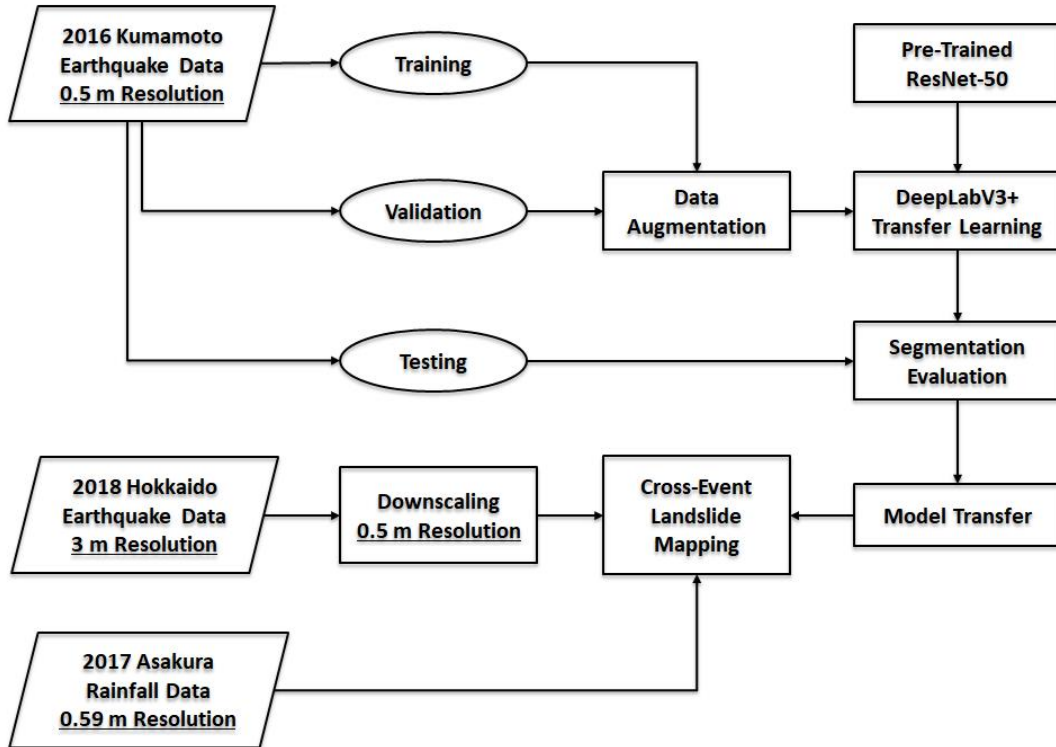 2016 Kumamoto
Earthquake Data
0.5 m Resolution
Training
Pre-Trained
ResNet-50
Validation
Data
Augmentation
DeepLabV3+
Transfer Learning
Testing
Segmentation
Evaluation
2018 Hokkaido
Earthquake Data
3 m Resolution
Downscaling
0.5 m Resolution
Cross-Event
Landslide
Mapping
Model Transfer
2017 Asakura
Rainfall Data
0.59 m Resolution